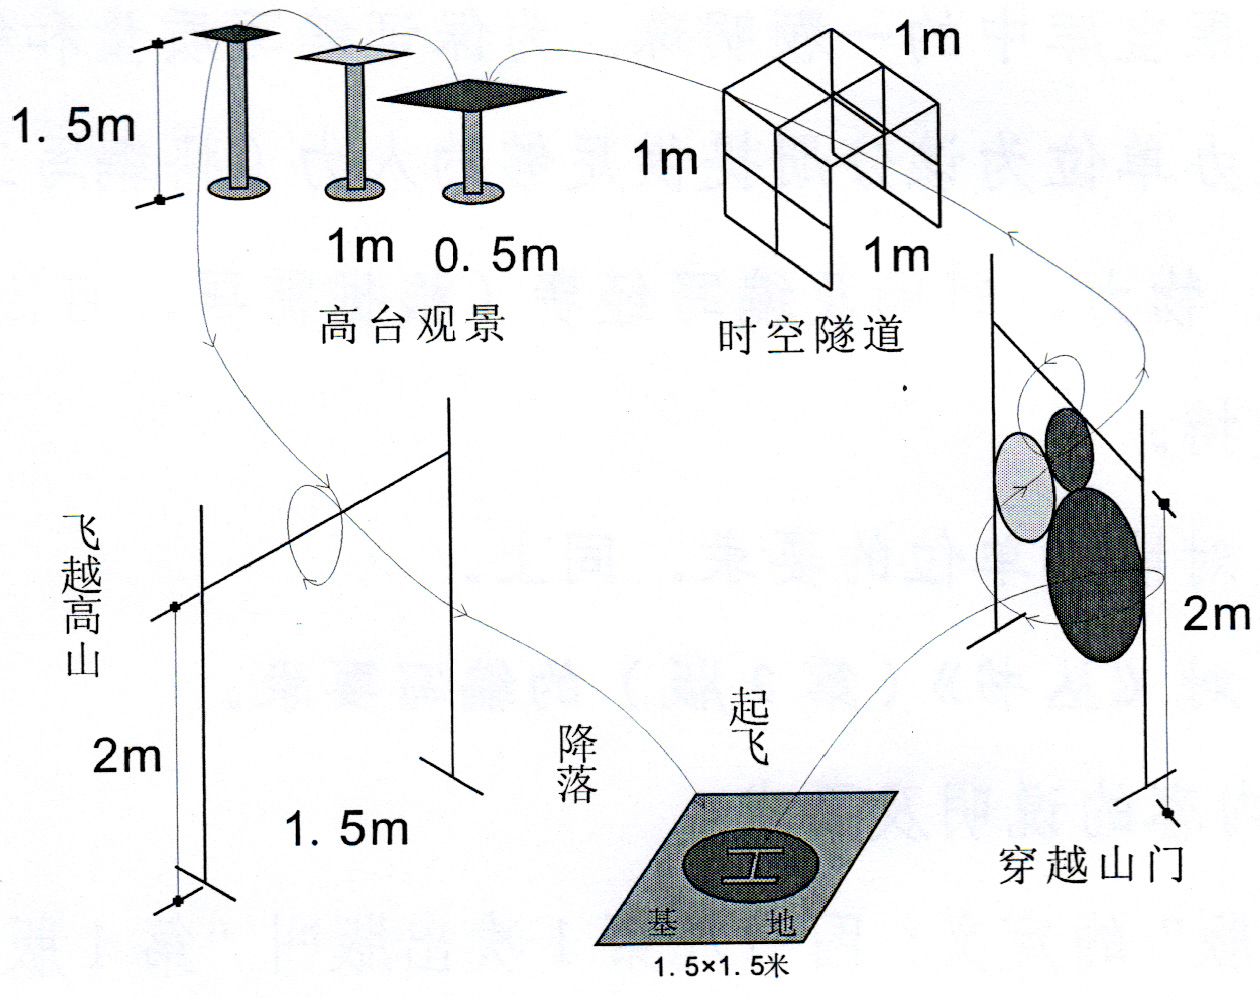 1m
1. 5m
1m
1m
0. 5m
1m
高台观景
时空隧道
飞越高山
2m
2m
起飞
降落
1. 5m
穿越山门
基 地
1.5×1.5米